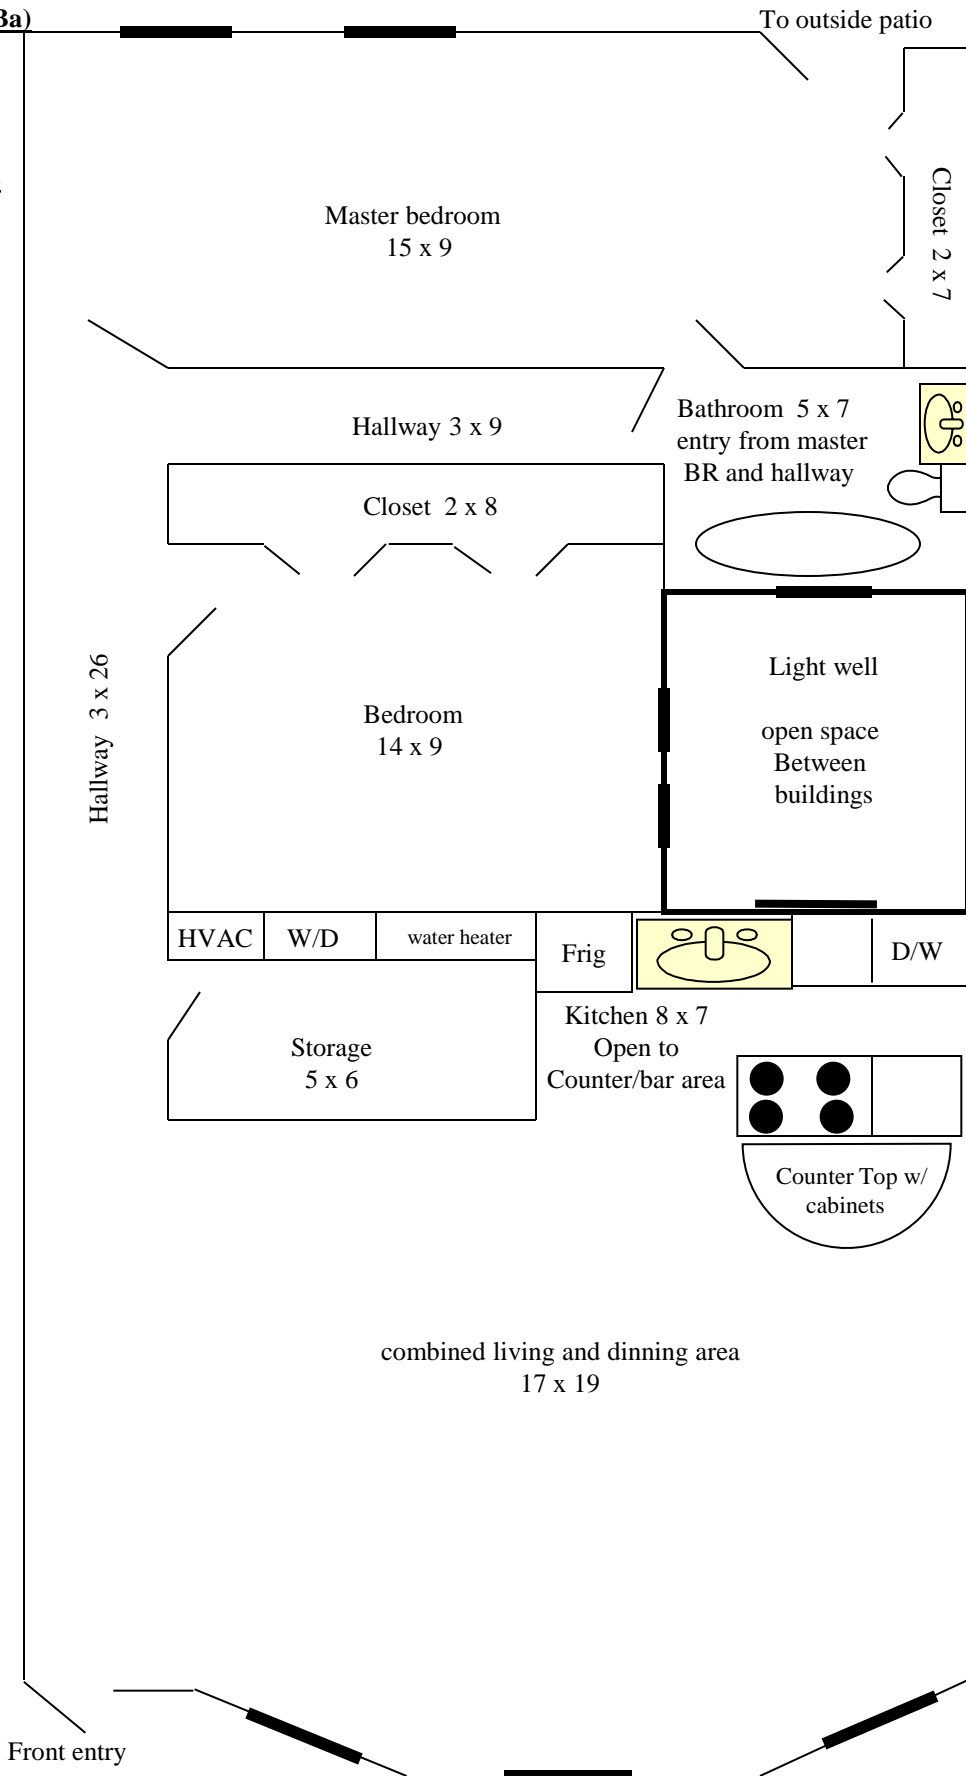 Ba)
To outside patio
Master bedroom
15 x 9
Closet 2 x 7
Hallway 3 x 9
Bathroom 5 x 7
entry from master
BR and hallway
Closet 2 x 8
Hallway 3 x 26
Bedroom
14 x 9
Light well
open space
Between
buildings
HVAC
W/D
water heater
Frig
D/W
Kitchen 8 x 7
Open to
Counter/bar area
Storage
5 x 6
Counter Top w/
cabinets
combined living and dinning area
17 x 19
Front entry